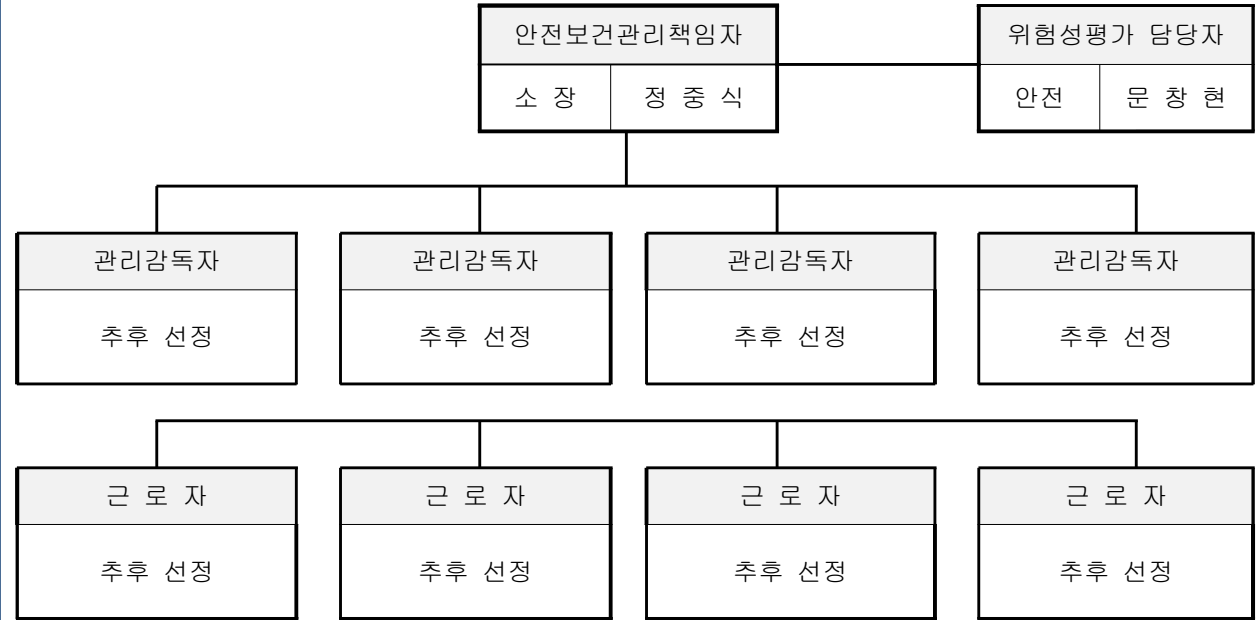 안전보건관리책임자
위험성평가 담당자
소 장 정 중 식
안전 문 창 현
관리감독자 관리감독자 관리감독자 관리감독자
추후 선정 추후 선정 추후 선정 추후 선정
근 로 자 근 로 자 근 로 자 근 로 자
추후 선정 추후 선정 추후 선정 추후 선정